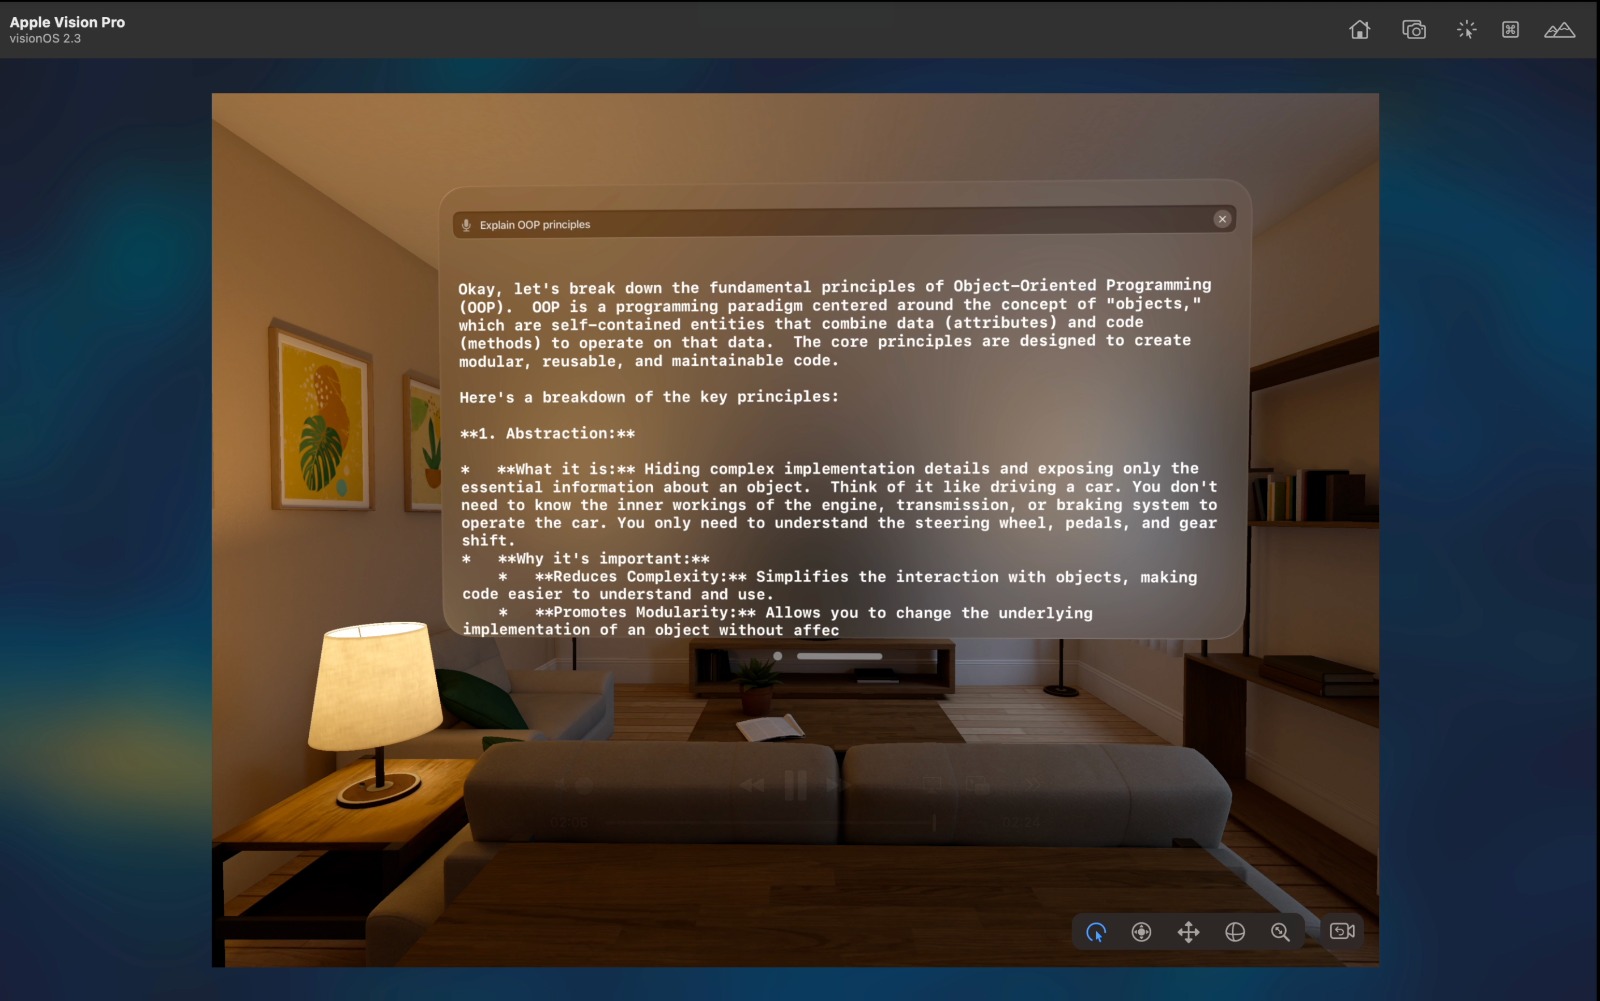 Apple Vision Pro
visionOS 2.3
Explain OOP principles
Okay, let's break down the fundamental principles of Object-Oriented Programming
(OOP).  OOP is a programming paradigm centered around the concept of "objects,"
which are self-contained entities that combine data (attributes) and code
(methods) to operate on that data.  The core principles are designed to create
modular, reusable, and maintainable code.
Here's a breakdown of the key principles:
**1. Abstraction:**
*   **What it is:** Hiding complex implementation details and exposing only the
essential information about an object.  Think of it like driving a car. You don't
need to know the inner workings of the engine, transmission, or braking system to
operate the car. You only need to understand the steering wheel, pedals, and gear
shift.
*   **Why it's important:**
    *   **Reduces Complexity:** Simplifies the interaction with objects, making
code easier to understand and use.
    *   **Promotes Modularity:** Allows you to change the underlying
implementation of an object without affec